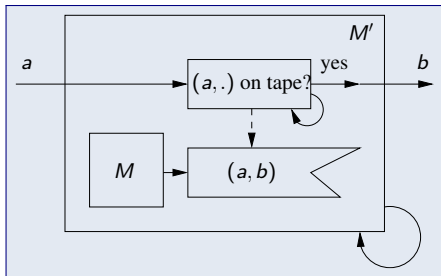 M′
a
(a,.) on tape?
yes
b
M
(a,b)